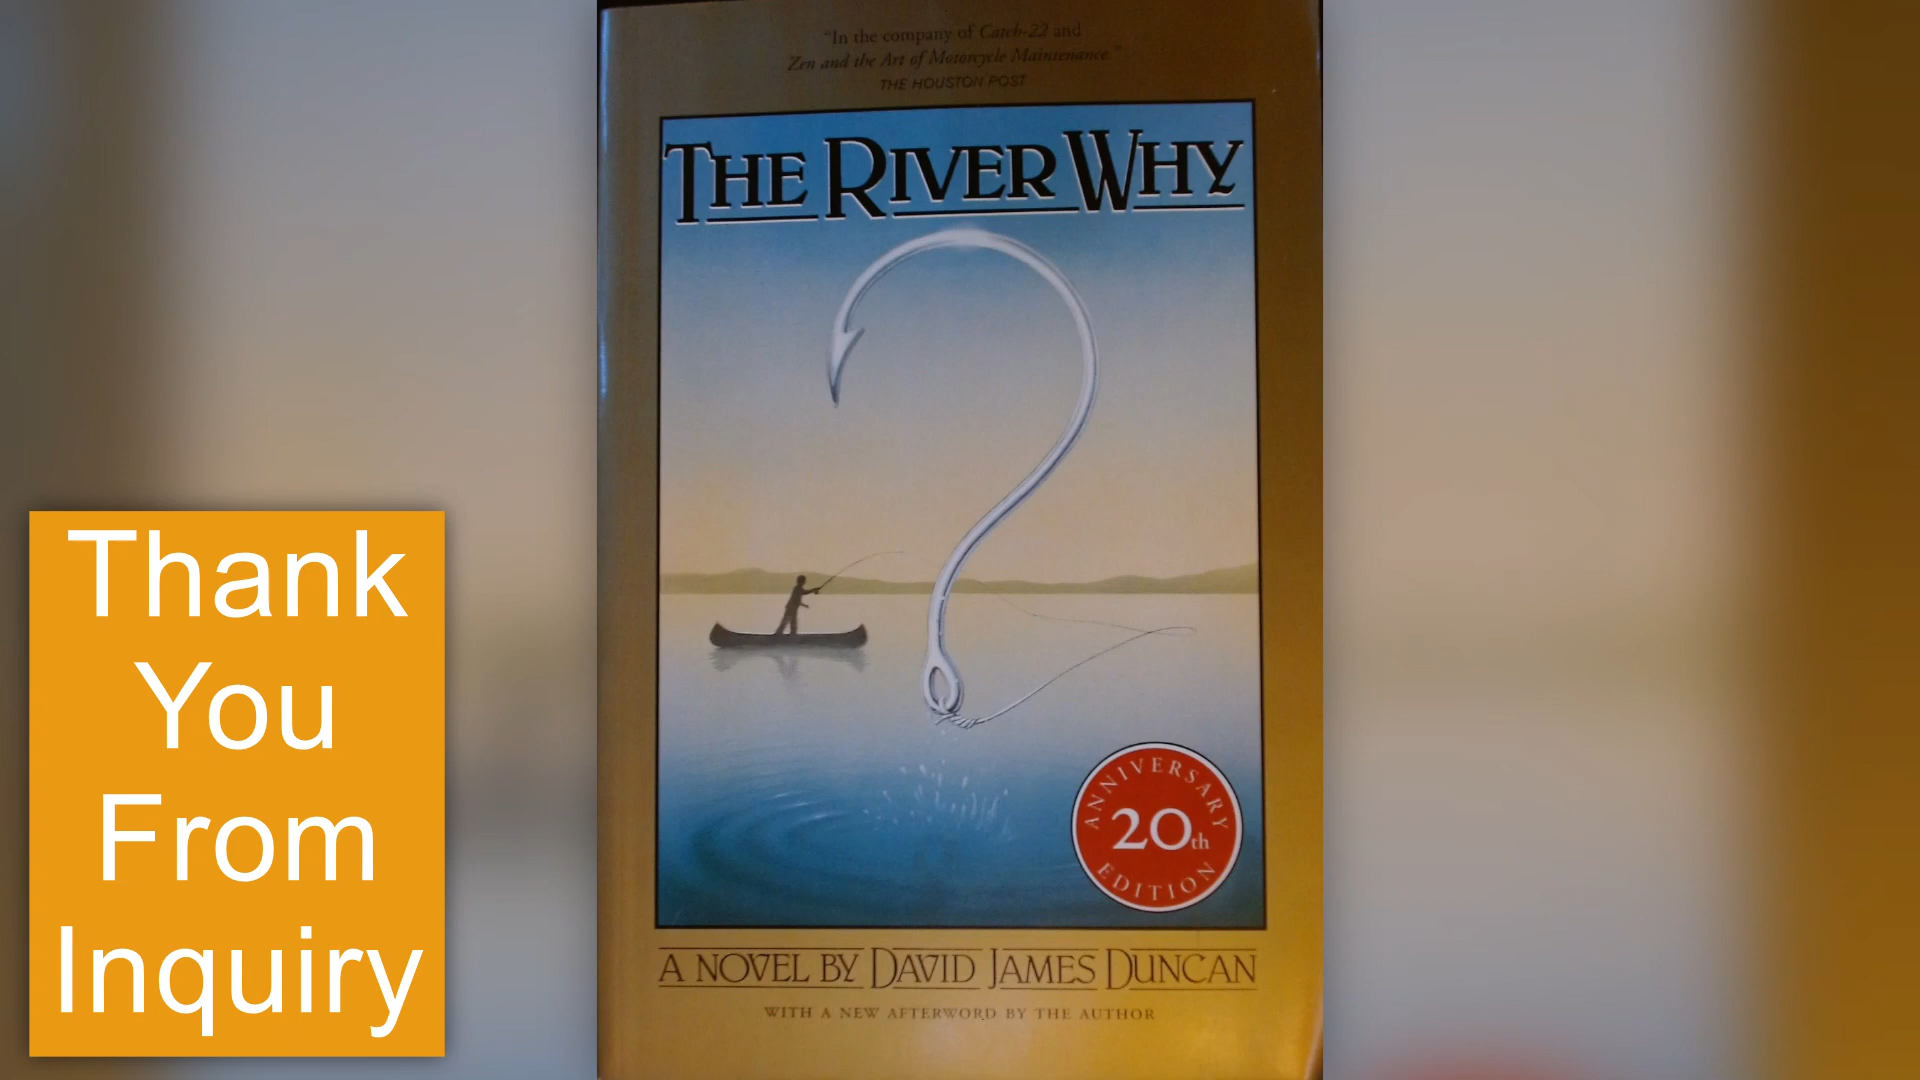 "In the company of Catch-22 and
Zen and the Art of Motorcycle Maintenance."
THE HOUSTON POST
THE RIVER WHY
ANNIVERSARY
20th
EDITION
A NOVEL BY DAVID JAMES DUNCAN
WITH A NEW AFTERWORD BY THE AUTHOR
Thank
You
From
Inquiry